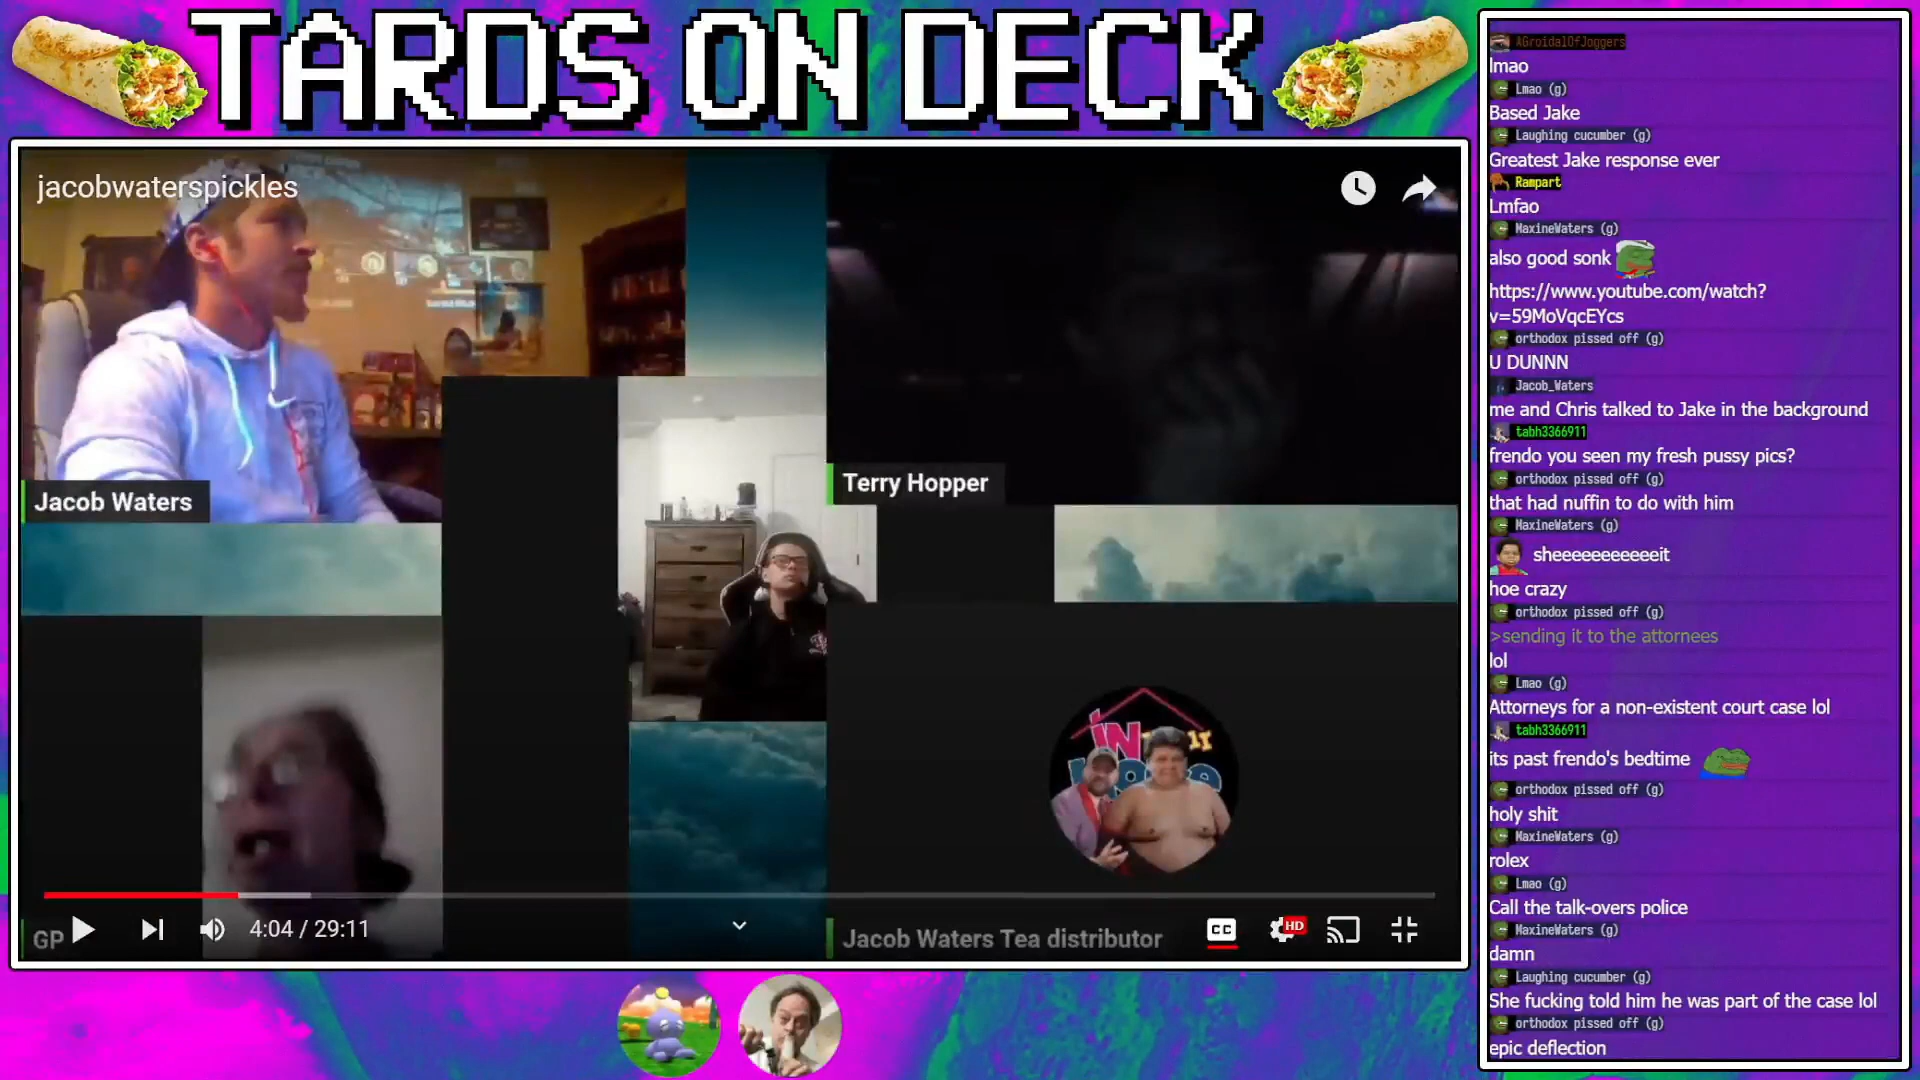 TARDS ON DECK
jacobwaterspickles
Jacob Waters
Terry Hopper
IN
GP
4:04 / 29:11
Jacob Waters Tea distributor
CC
HD
AGroidalOfJoggers
lmao
Lmao (g)
Based Jake
Laughing cucumber (g)
Greatest Jake response ever
Rampart
Lmfao
MaxineWaters (g)
also good sonk
https://www.youtube.com/watch?
v=59MoVqcEYcs
orthodox pissed off (g)
U DUNNN
Jacob_Waters
me and Chris talked to Jake in the background
tabh3366911
frendo you seen my fresh pussy pics?
orthodox pissed off (g)
that had nuffin to do with him
MaxineWaters (g)
sheeeeeeeeeeeit
hoe crazy
orthodox pissed off (g)
>sending it to the attornees
lol
Lmao (g)
Attorneys for a non-existent court case lol
tabh3366911
its past frendo's bedtime
orthodox pissed off (g)
holy shit
MaxineWaters (g)
rolex
Lmao (g)
Call the talk-overs police
MaxineWaters (g)
damn
Laughing cucumber (g)
She fucking told him he was part of the case lol
orthodox pissed off (g)
epic deflection